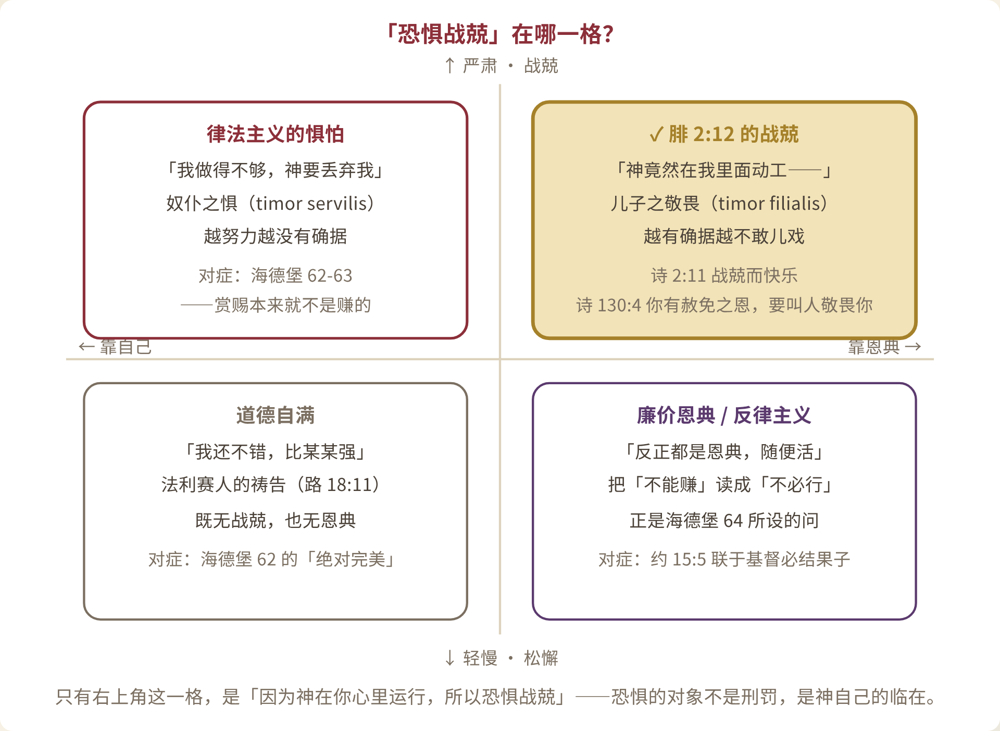 「恐惧战兢」在哪一格？
↑ 严肃 · 战兢
律法主义的惧怕
「我做得不够，神要丢弃我」
奴仆之惧（timor servilis）
越努力越没有确据
对症：海德堡 62-63
——赏赐本来就不是赚的
✓ 腓 2:12 的战兢
「神竟然在我里面动工——」
儿子之敬畏（timor filialis）
越有确据越不敢儿戏
诗 2:11 战兢而快乐
诗 130:4 你有赦免之恩，要叫人敬畏你
← 靠自己
靠恩典 →
道德自满
「我还不错，比某某强」
法利赛人的祷告（路 18:11）
既无战兢，也无恩典
对症：海德堡 62 的「绝对完美」
廉价恩典 / 反律主义
「反正都是恩典，随便活」
把「不能赚」读成「不必行」
正是海德堡 64 所设的问
对症：约 15:5 联于基督必结果子
↓ 轻慢 · 松懈
只有右上角这一格，是「因为神在你心里运行，所以恐惧战兢」——恐惧的对象不是刑罚，是神自己的临在。